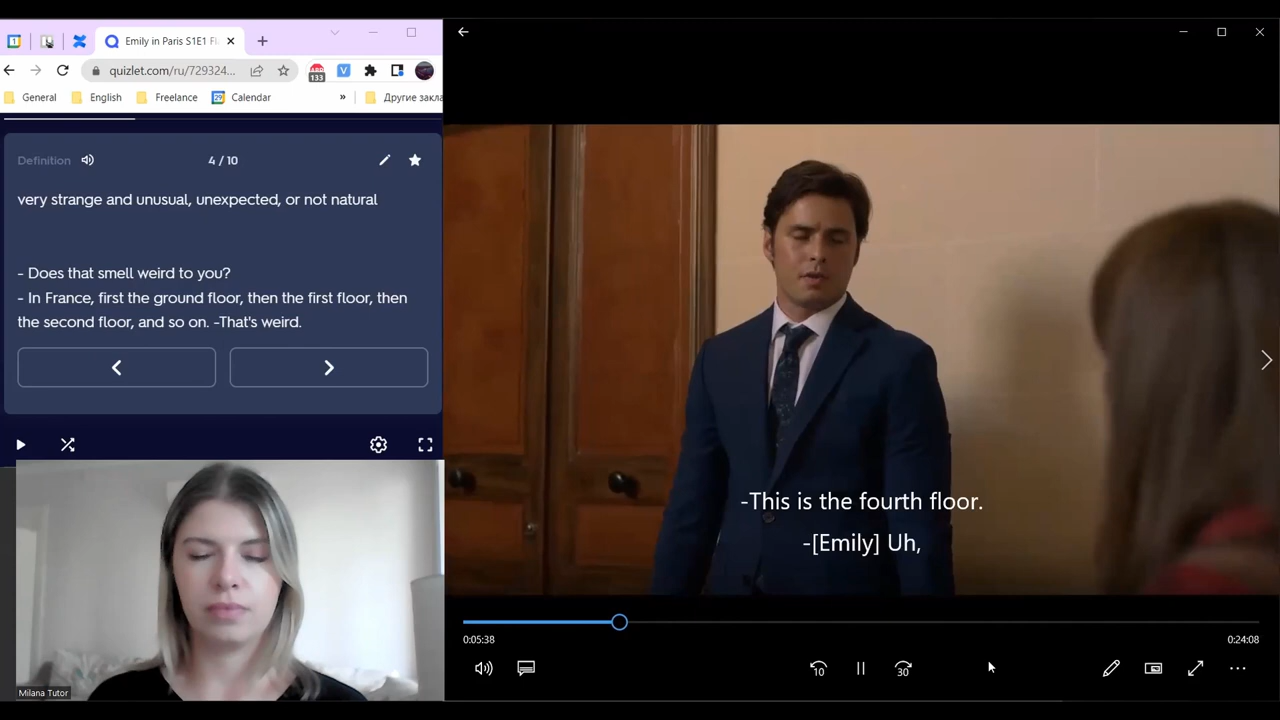 Emily in Paris S1E1 Fl
quizlet.com/ru/729324...
133
General
English
Freelance
29
Calendar
»
Другие закла
Definition
4 / 10
very strange and unusual, unexpected, or not natural
- Does that smell weird to you?
- In France, first the ground floor, then the first floor, then
the second floor, and so on. -That's weird.
Milana Tutor
-This is the fourth floor.
-[Emily] Uh,
0:05:38
0:24:08
10
30